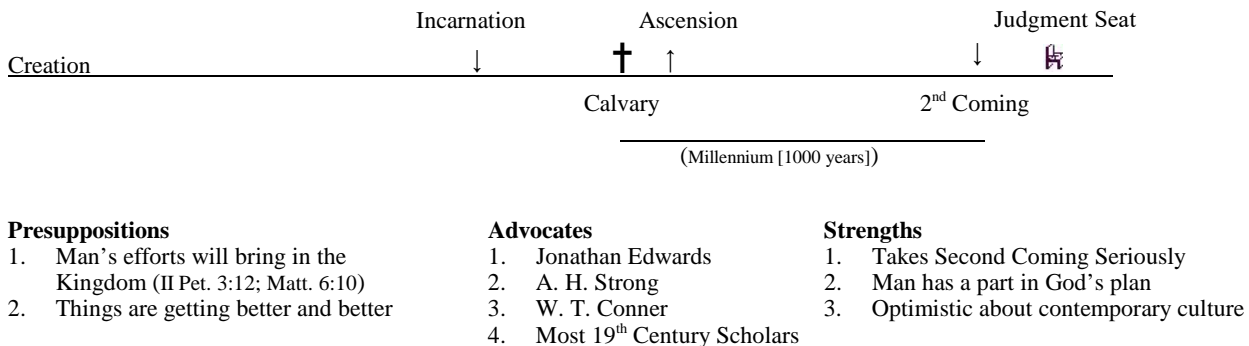 Incarnation Ascension Judgment Seat
↓ ✝ ↑ ↓
Creation
Calvary 2nd Coming
(Millennium [1000 years])
Presuppositions
1. Man's efforts will bring in the
Kingdom (II Pet. 3:12; Matt. 6:10)
2. Things are getting better and better
Advocates
1. Jonathan Edwards
2. A. H. Strong
3. W. T. Conner
4. Most 19th Century Scholars
Strengths
1. Takes Second Coming Seriously
2. Man has a part in God's plan
3. Optimistic about contemporary culture